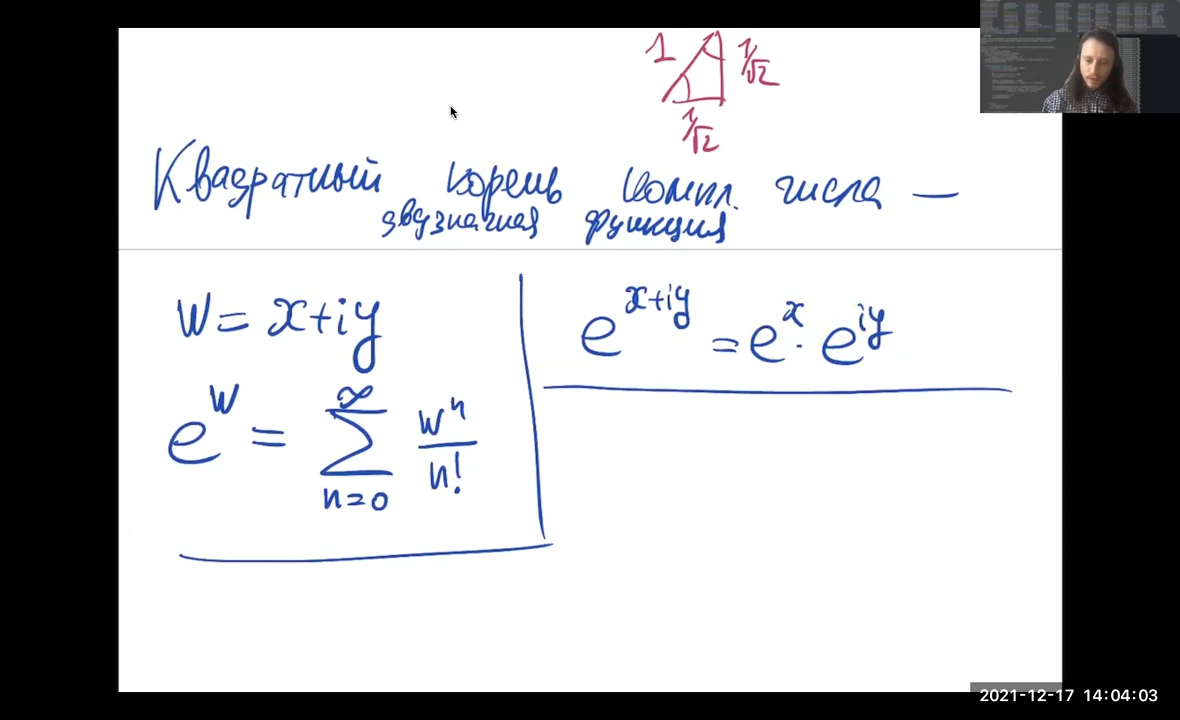 1
1/√2
1/√2
Квадратный корень компл. числа —
двузначная функция
w = x+iy
e^w = ∑_{n=0}^{∞} w^n/n!
e^{x+iy} = e^x · e^{iy}
2021-12-17 14:04:03